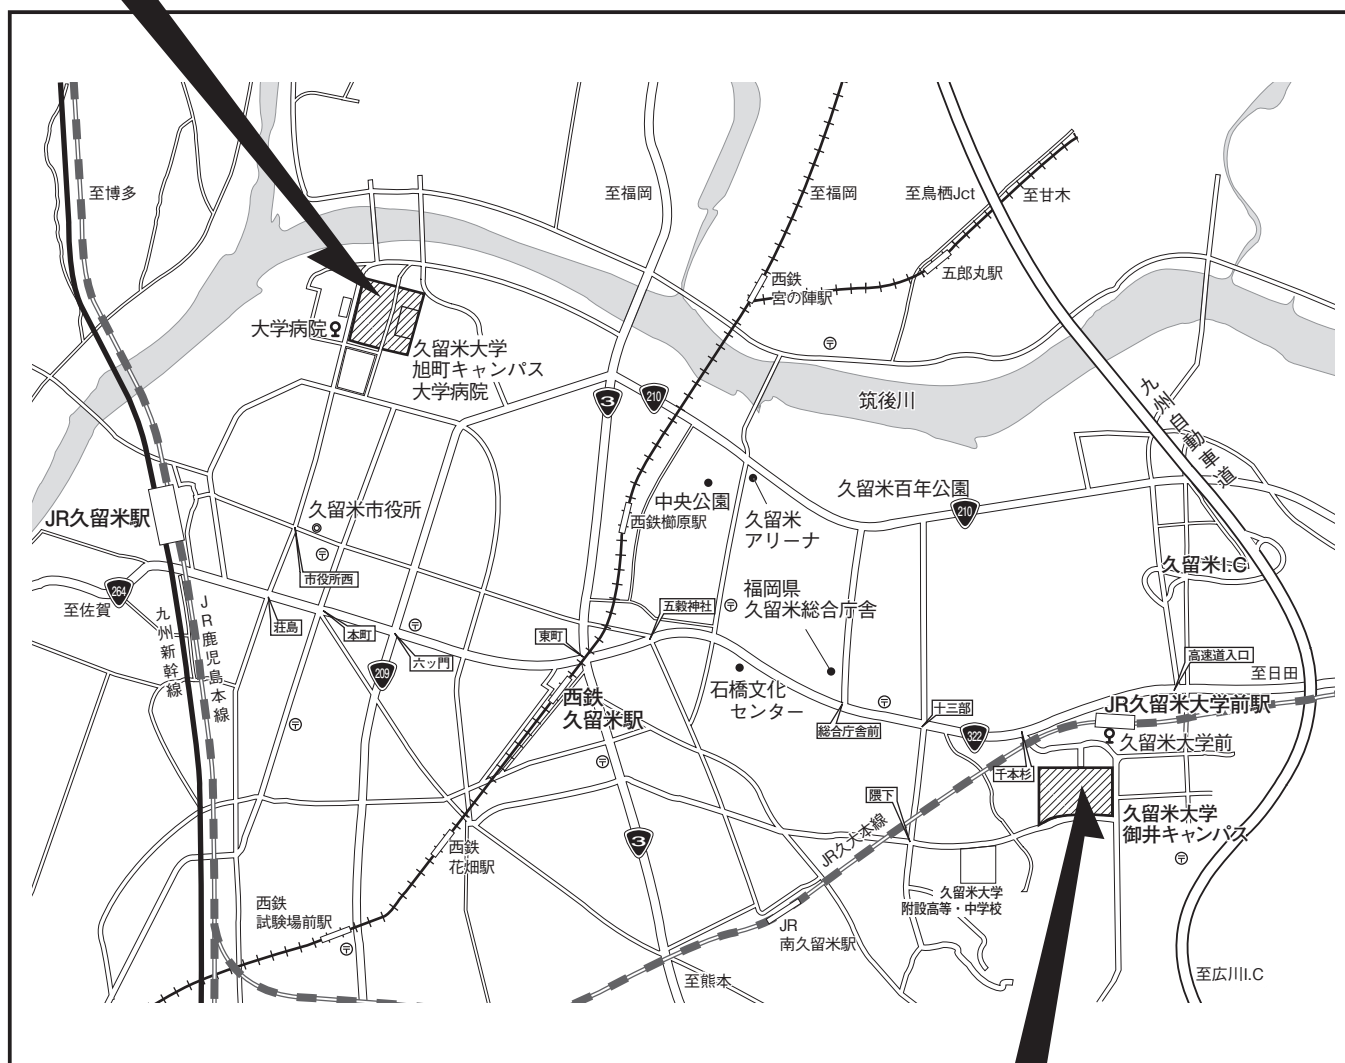 至博多
至福岡
至福岡
至鳥栖Jct
至甘木
五郎丸駅
西鉄
宮の陣駅
大学病院
〒
久留米大学
旭町キャンパス
大学病院
3
210
筑後川
九州自動車道
中央公園
久留米百年公園
210
久留米市役所
JR久留米駅
西鉄櫛原駅
久留米
アリーナ
〒
久留米I.C
市役所西
福岡県
久留米総合庁舎
264
至佐賀
荘島
本町
〒
五穀神社
〒
東町
六ッ門
九州新幹線
JR鹿児島本線
209
高速道入口
至日田
石橋文化
センター
西鉄
久留米駅
〒
〒
十三部
JR久留米大学前駅
総合庁舎前
322
久留米大学前
〒
千本杉
隈下
久留米大学
御井キャンパス
3
JR久大本線
西鉄
花畑駅
〒
久留米大学
附設高等・中学校
西鉄
試験場前駅
JR
南久留米駅
〒
至熊本
至広川I.C